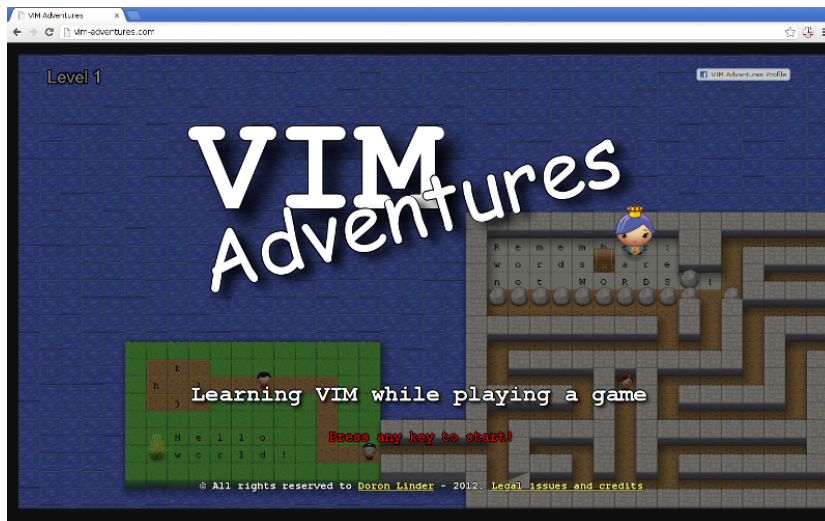 VIM Adventures
vim-adventures.com
Level 1
VIM Adventures Profile
VIM
Adventures
R e m e m b r :
w o r d s a r e
n o t W O R D S !
k
h
j
Learning VIM while playing a game
Press any key to start!
H e l l o
w o r l d !
© All rights reserved to Doron Linder - 2012. Legal issues and credits